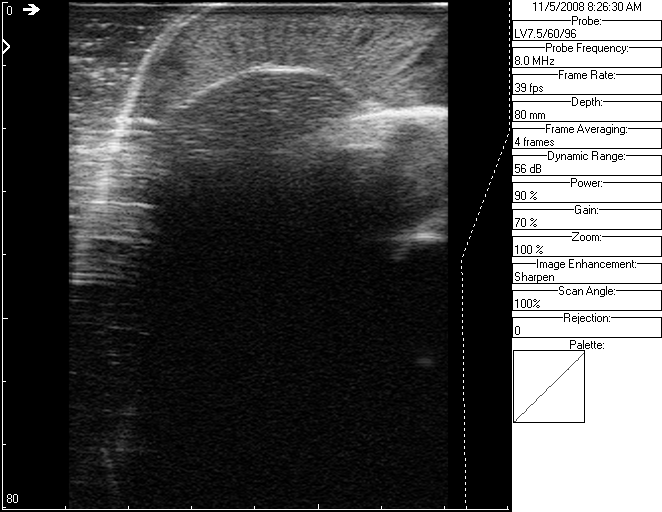 0
80
11/5/2008 8:26:30 AM
Probe:
LV7.5/60/96
Probe Frequency:
8.0 MHz
Frame Rate:
39 fps
Depth:
80 mm
Frame Averaging:
4 frames
Dynamic Range:
56 dB
Power:
90 %
Gain:
70 %
Zoom:
100 %
Image Enhancement:
Sharpen
Scan Angle:
100%
Rejection:
0
Palette: